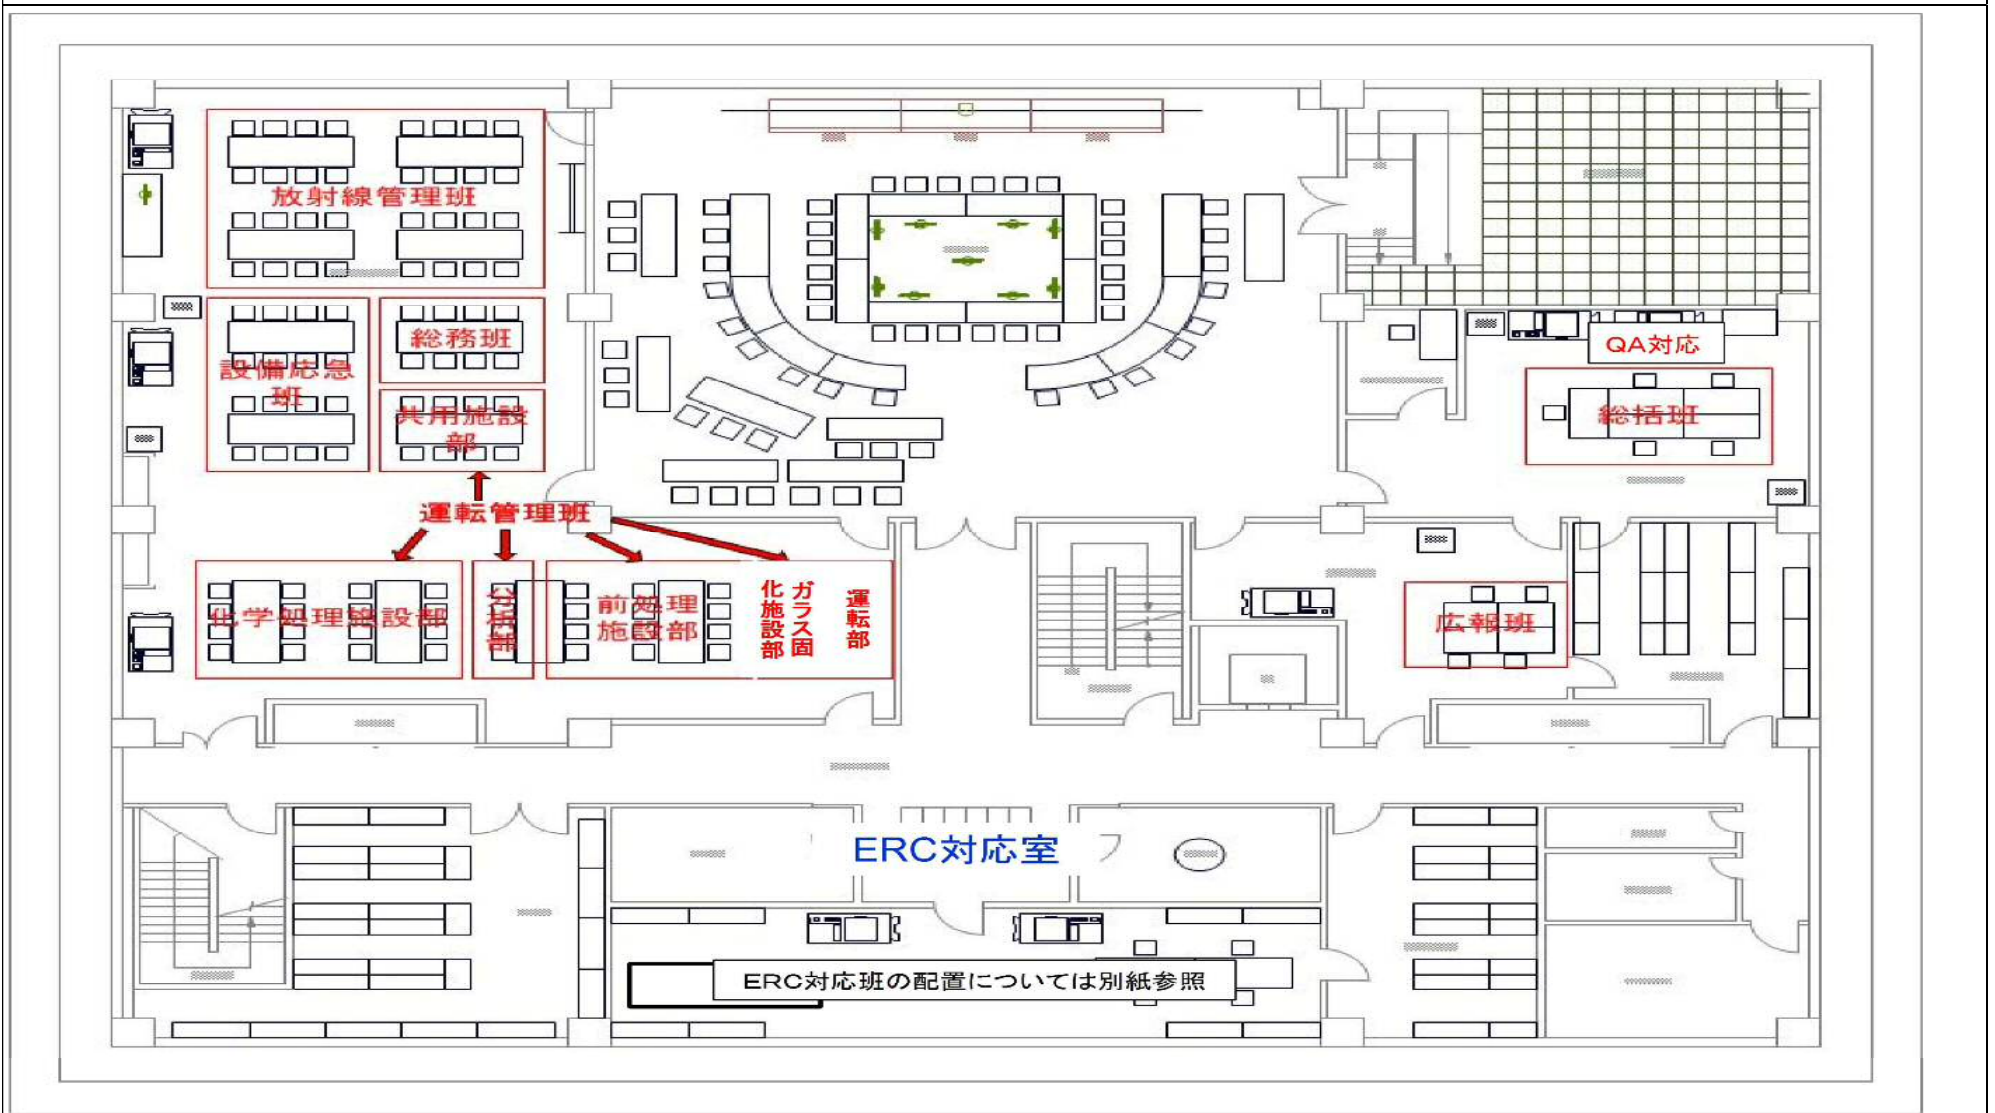 放射線管理班
設備応急
班
総務班
共用施設
部
運転管理班
化学処理施設部
分析部
前処理
施設部
ガラス固
化施設部
運転部
QA対応
総括班
広報班
ERC対応室
ERC対応班の配置については別紙参照